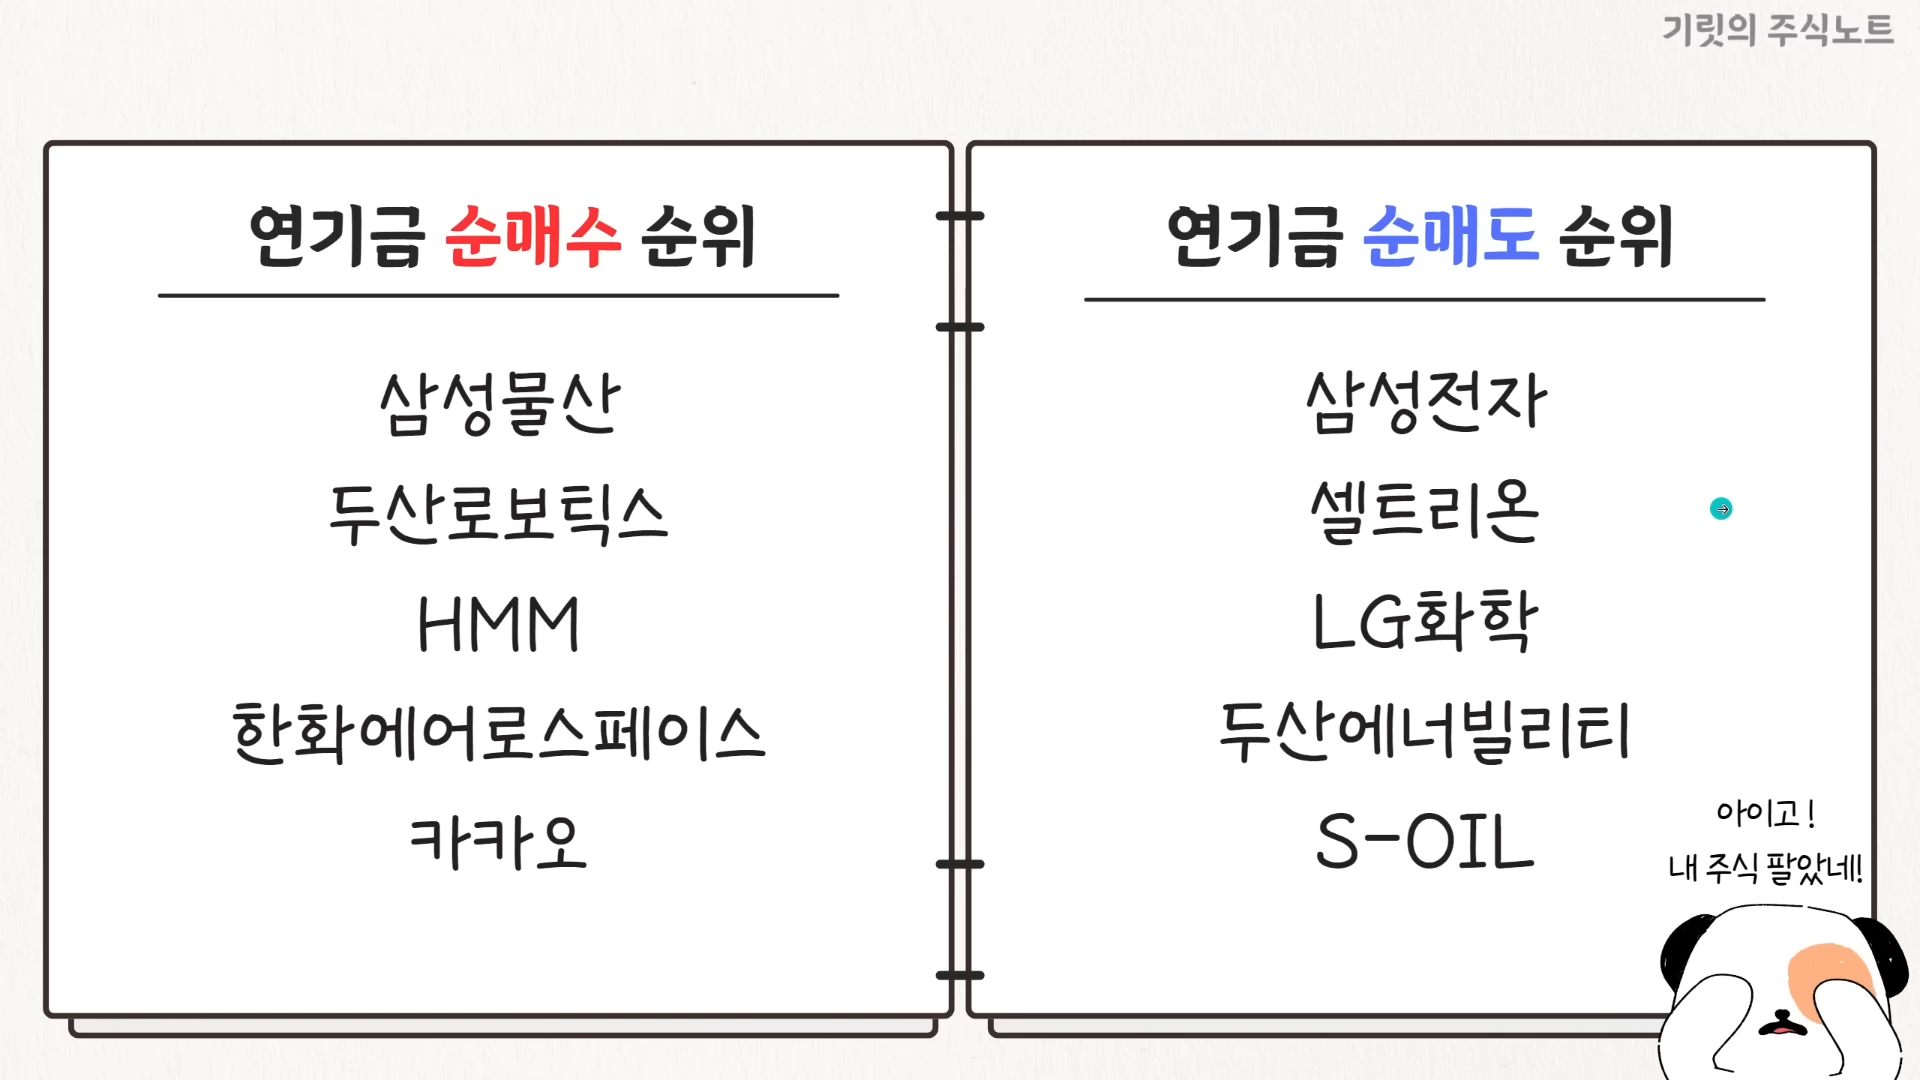 기릿의 주식노트
연기금 순매수 순위
삼성물산
두산로보틱스
HMM
한화에어로스페이스
카카오
연기금 순매도 순위
삼성전자
셀트리온
LG화학
두산에너빌리티
S-OIL
아이고!
내 주식 팔았네!